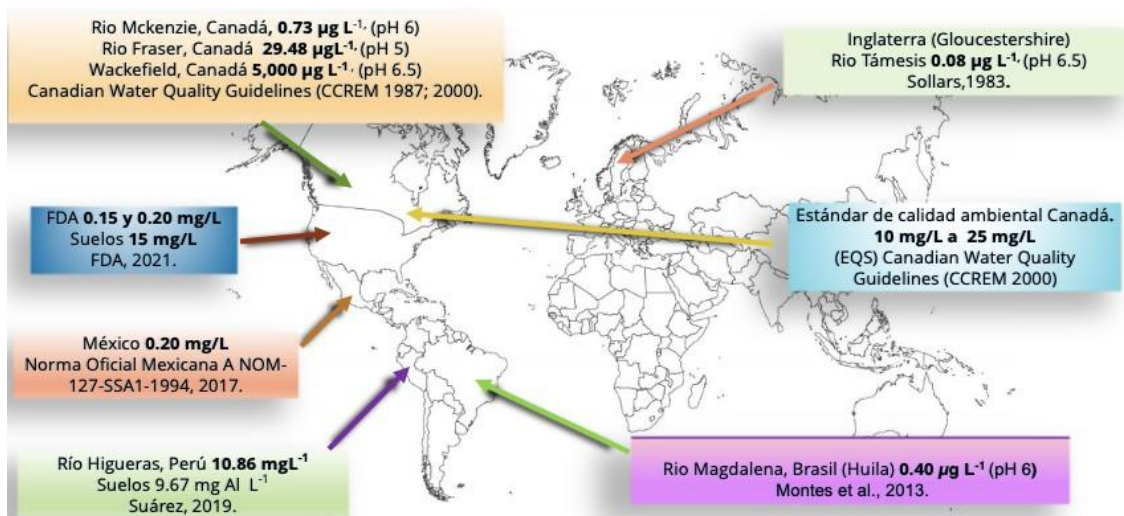 Rio Mckenzie, Canadá, 0.73 µg L⁻¹, (pH 6)
Rio Fraser, Canadá 29.48 µgL⁻¹, (pH 5)
Wackefield, Canadá 5,000 µg L⁻¹, (pH 6.5)
Canadian Water Quality Guidelines (CCREM 1987; 2000).
Inglaterra (Gloucestershire)
Rio Támesis 0.08 µg L⁻¹, (pH 6.5)
Sollars,1983.
FDA 0.15 y 0.20 mg/L
Suelos 15 mg/L
FDA, 2021.
Estándar de calidad ambiental Canadá.
10 mg/L a 25 mg/L
(EQS) Canadian Water Quality
Guidelines (CCREM 2000)
México 0.20 mg/L
Norma Oficial Mexicana A NOM-
127-SSA1-1994, 2017.
Río Higueras, Perú 10.86 mgL⁻¹
Suelos 9.67 mg Al L⁻¹
Suárez, 2019.
Rio Magdalena, Brasil (Huila) 0.40 µg L⁻¹ (pH 6)
Montes et al., 2013.